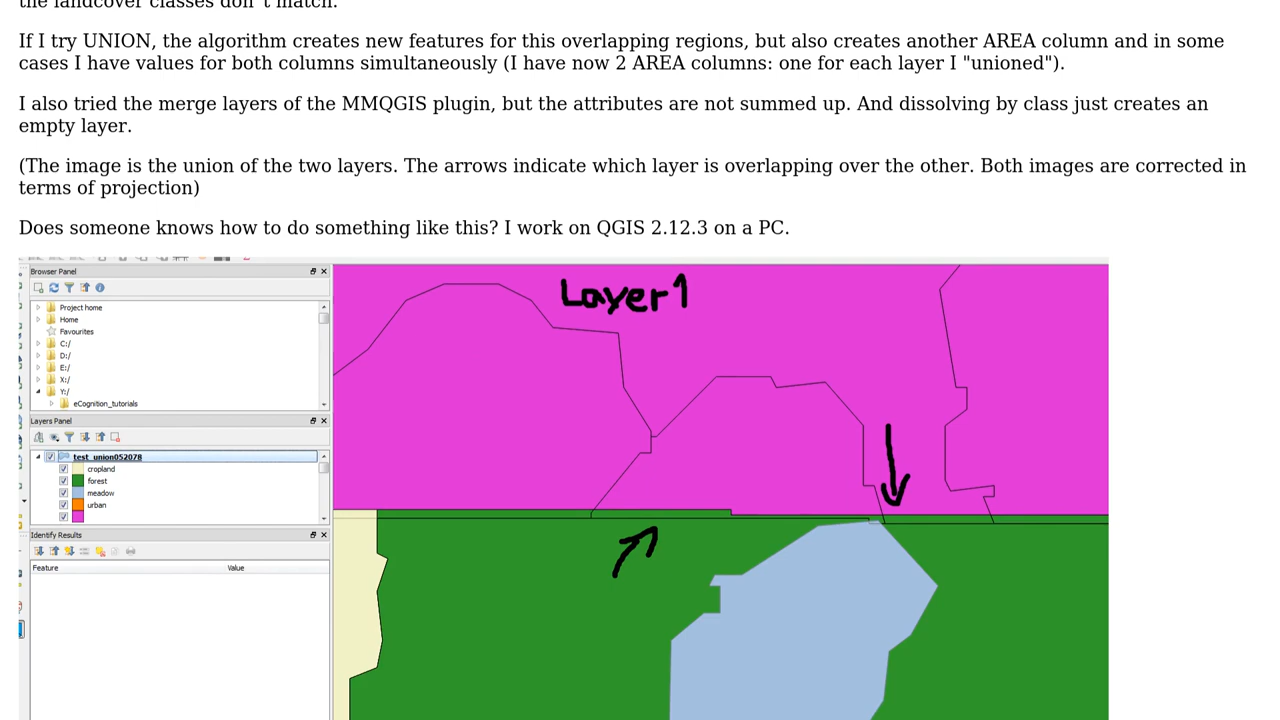 the landcover classes don't match.
If I try UNION, the algorithm creates new features for this overlapping regions, but also creates another AREA column and in some
cases I have values for both columns simultaneously (I have now 2 AREA columns: one for each layer I "unioned").
I also tried the merge layers of the MMQGIS plugin, but the attributes are not summed up. And dissolving by class just creates an
empty layer.
(The image is the union of the two layers. The arrows indicate which layer is overlapping over the other. Both images are corrected in
terms of projection)
Does someone knows how to do something like this? I work on QGIS 2.12.3 on a PC.
Browser Panel
Layer1
Project home
Home
Favourites
C:/
D:/
E:/
X:/
Y:/
eCognition_tutorials
Layers Panel
test_union052078
cropland
forest
meadow
urban
Identify Results
Feature Value